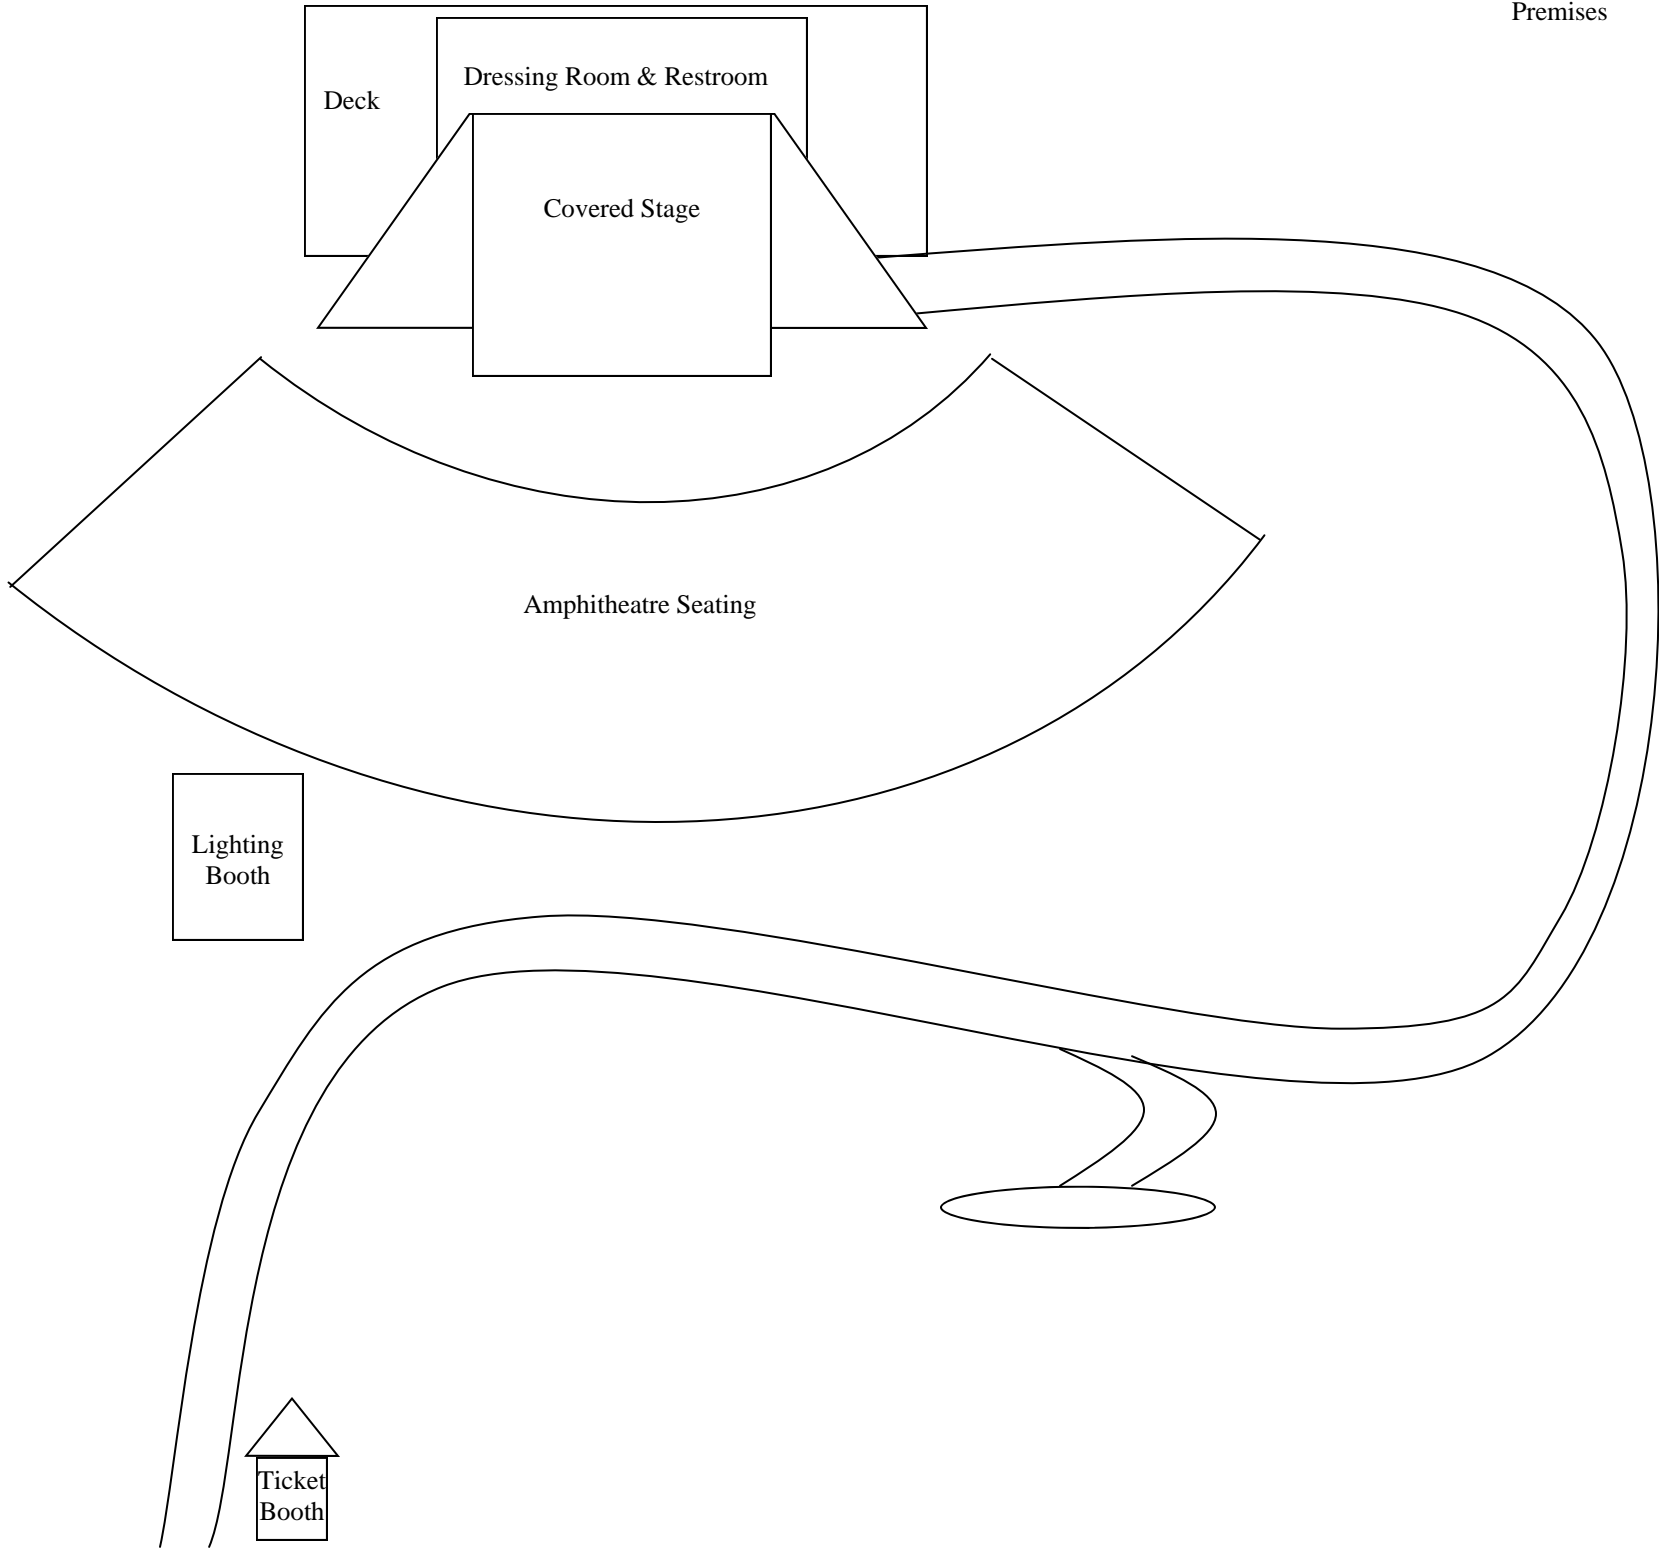 Premises
Dressing Room & Restroom
Deck
Covered Stage
Amphitheatre Seating
Lighting
Booth
Ticket
Booth